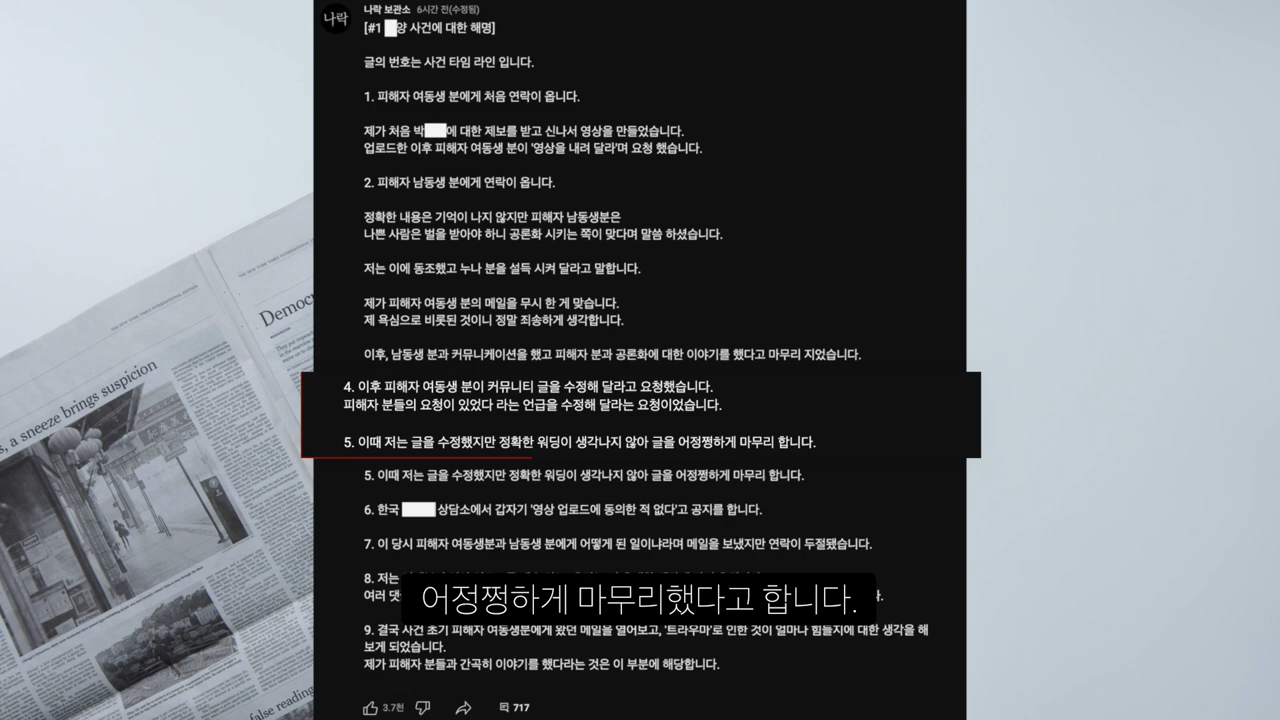 나락
나락 보관소 6시간 전(수정됨)
[#1 양 사건에 대한 해명]
글의 번호는 사건 타임 라인 입니다.
1. 피해자 여동생 분에게 처음 연락이 옵니다.
제가 처음 박 에 대한 제보를 받고 신나서 영상을 만들었습니다.
업로드한 이후 피해자 여동생 분이 '영상을 내려 달라'며 요청 했습니다.
2. 피해자 남동생 분에게 연락이 옵니다.
정확한 내용은 기억이 나지 않지만 피해자 남동생분은
나쁜 사람은 벌을 받아야 하니 공론화 시키는 쪽이 맞다며 말씀 하셨습니다.
저는 이에 동조했고 누나 분을 설득 시켜 달라고 말합니다.
제가 피해자 여동생 분의 메일을 무시 한 게 맞습니다.
제 욕심으로 비롯된 것이니 정말 죄송하게 생각합니다.
이후, 남동생 분과 커뮤니케이션을 했고 피해자 분과 공론화에 대한 이야기를 했다고 마무리 지었습니다.
4. 이후 피해자 여동생 분이 커뮤니티 글을 수정해 달라고 요청했습니다.
피해자 분들의 요청이 있었다 라는 언급을 수정해 달라는 요청이었습니다.
5. 이때 저는 글을 수정했지만 정확한 워딩이 생각나지 않아 글을 어정쩡하게 마무리 합니다.
5. 이때 저는 글을 수정했지만 정확한 워딩이 생각나지 않아 글을 어정쩡하게 마무리 합니다.
6. 한국 상담소에서 갑자기 '영상 업로드에 동의한 적 없다'고 공지를 합니다.
7. 이 당시 피해자 여동생분과 남동생 분에게 어떻게 된 일이냐라며 메일을 보냈지만 연락이 두절됐습니다.
8. 저는
여러 댓
어정쩡하게 마무리했다고 합니다.
9. 결국 사건 초기 피해자 여동생분에게 왔던 메일을 열어보고, '트라우마'로 인한 것이 얼마나 힘들지에 대한 생각을 해
보게 되었습니다.
제가 피해자 분들과 간곡히 이야기를 했다라는 것은 이 부분에 해당합니다.
3.7천 717
THE NEW YORK TIMES INTERNATIONAL EDITION
Democ
s, a sneeze brings suspicion
false reading